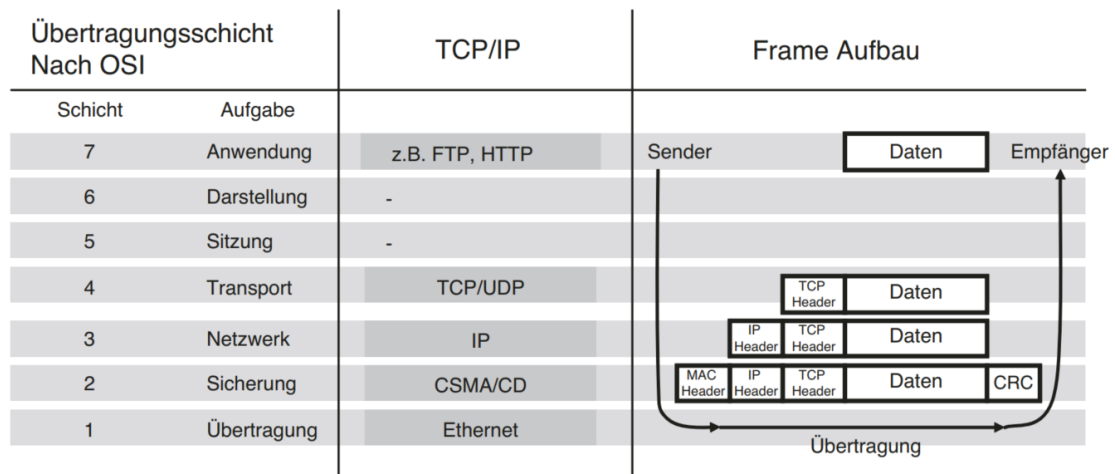 Übertragungsschicht
Nach OSI
TCP/IP
Frame Aufbau
Schicht Aufgabe
7 Anwendung z.B. FTP, HTTP Sender Daten Empfänger
6 Darstellung -
5 Sitzung -
4 Transport TCP/UDP TCP Header Daten
3 Netzwerk IP IP Header TCP Header Daten
2 Sicherung CSMA/CD MAC Header IP Header TCP Header Daten CRC
1 Übertragung Ethernet
Übertragung